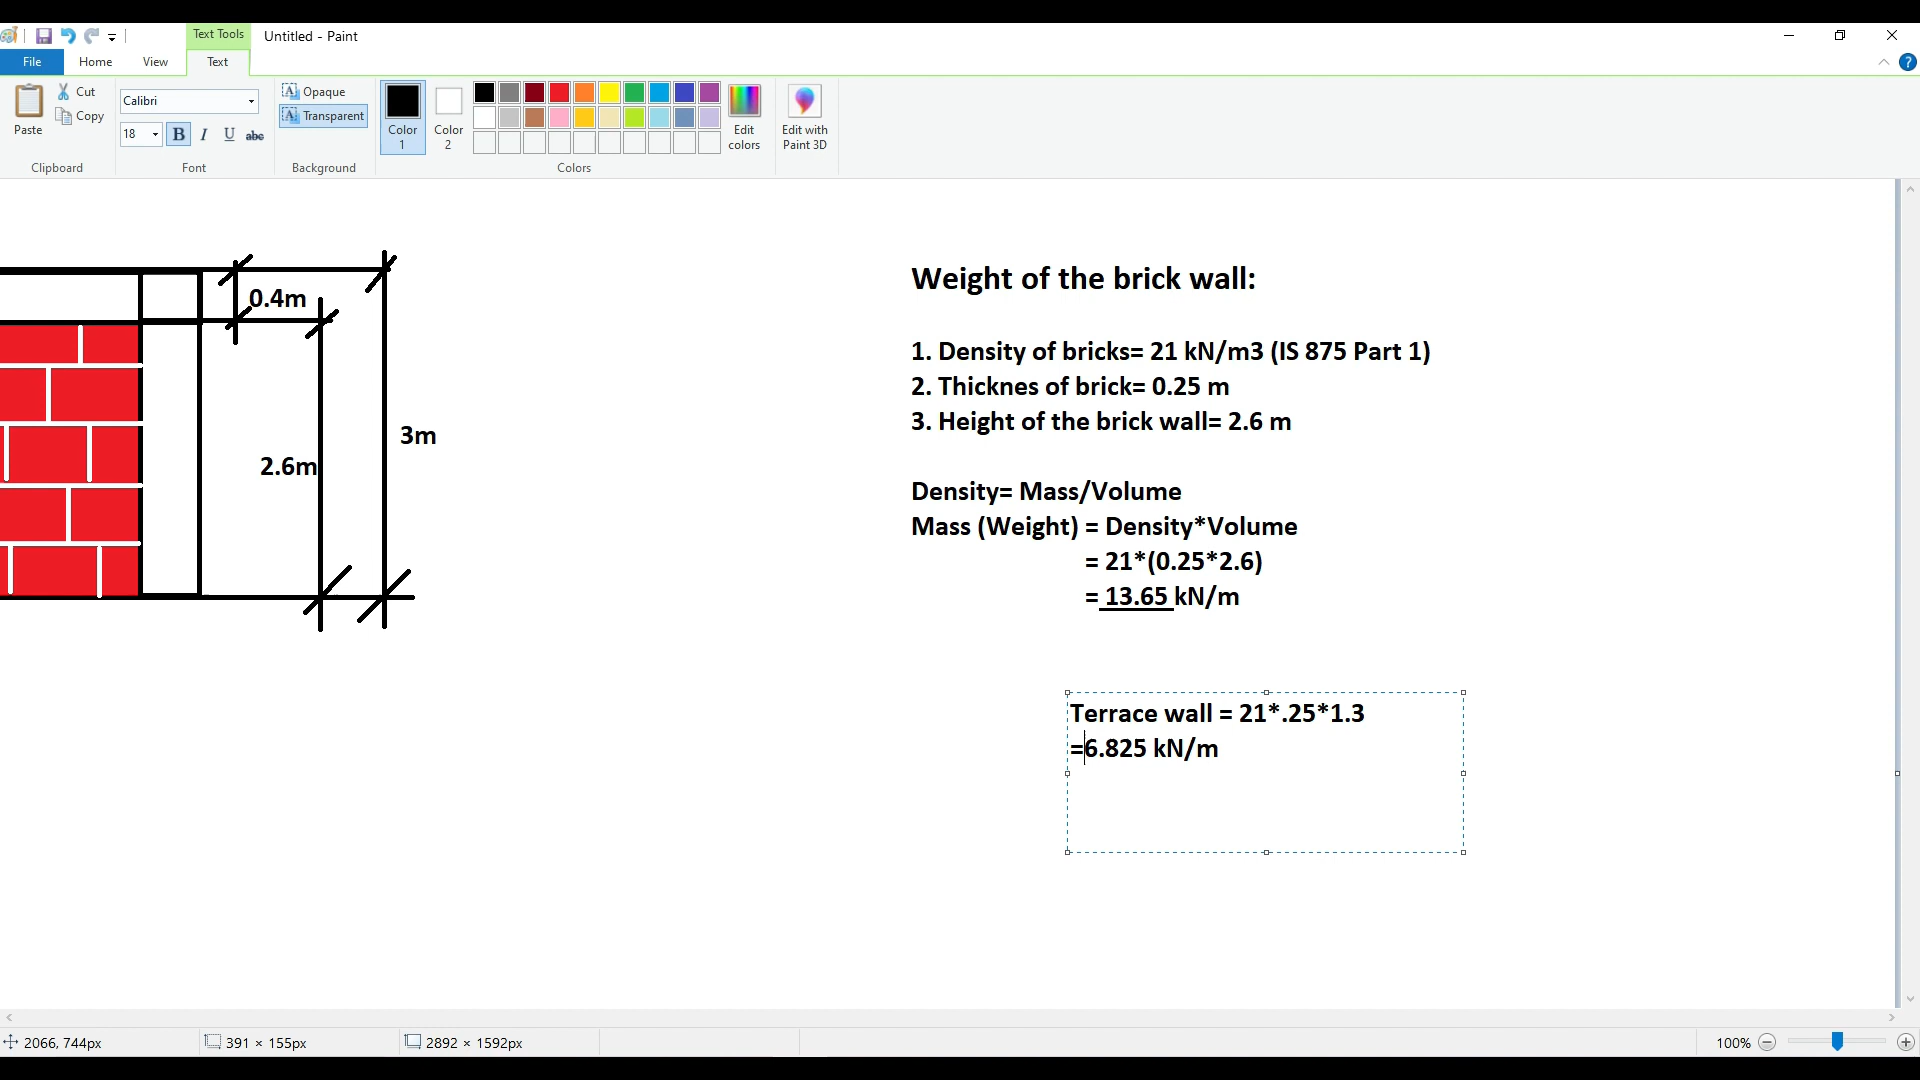 Text Tools
Untitled - Paint
File
Home
View
Text
Paste
Cut
Copy
Clipboard
Calibri
18
B I U abc
Font
Opaque
Transparent
Background
Color 1
Color 2
Edit colors
Colors
Edit with Paint 3D
0.4m
3m
2.6m
Weight of the brick wall:
1. Density of bricks= 21 kN/m3 (IS 875 Part 1)
2. Thicknes of brick= 0.25 m
3. Height of the brick wall= 2.6 m
Density= Mass/Volume
Mass (Weight) = Density*Volume
= 21*(0.25*2.6)
= 13.65 kN/m
Terrace wall = 21*.25*1.3
=6.825 kN/m
2066, 744px
391 × 155px
2892 × 1592px
100%